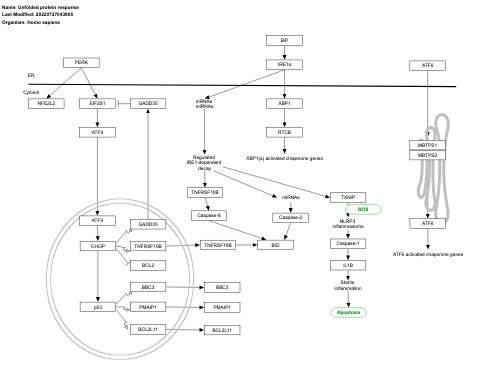 Name: Unfolded protein response
Last Modified: 20220727043805
Organism: Homo sapiens
BiP
PERK
IRE1α
ATF6
ER
Cytosol
NFE2L2
EIF2S1
GADD35
mRNAs
miRNAs
XBP1
ATF4
RTCB
MBTPS1
MBTPS2
XBP1(s) activated chaperone genes
Regulated
IRE1-dependent
decay
TNFRSF10B
miRNAs
TXNIP
ROS
Caspase-8
Caspase-2
ATF4
GADD35
NLRP3
inflammasome
ATF6
CHOP
TNFRSF10B
TNFRSF10B
BID
Caspase-1
ATF6 activated chaperone genes
BCL2
IL1B
Sterile
inflammation
BBC3
BBC3
p53
PMAIP1
PMAIP1
Apoptosis
BCL2L11
BCL2L11